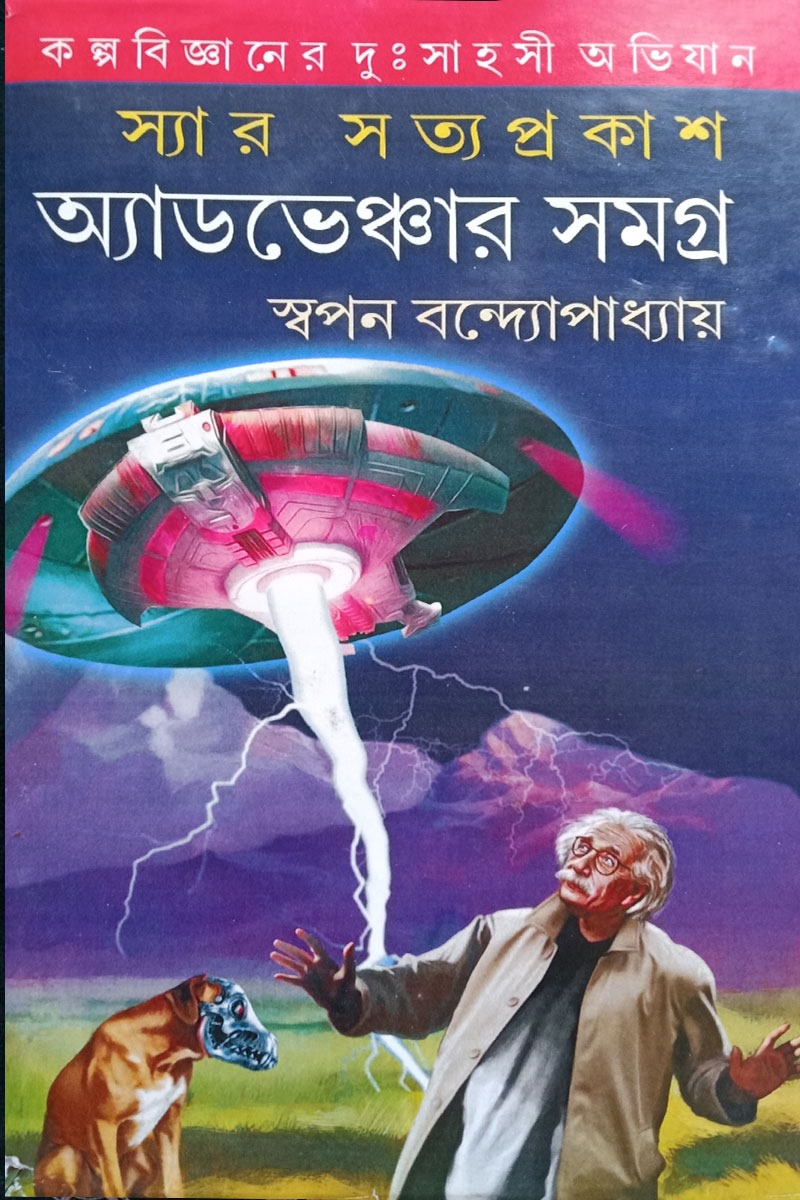 কল্পবিজ্ঞানের দুঃসাহসী অভিযান
স্যার সত্যপ্রকাশ
অ্যাডভেঞ্চার সমগ্র
স্বপন বন্দ্যোপাধ্যায়